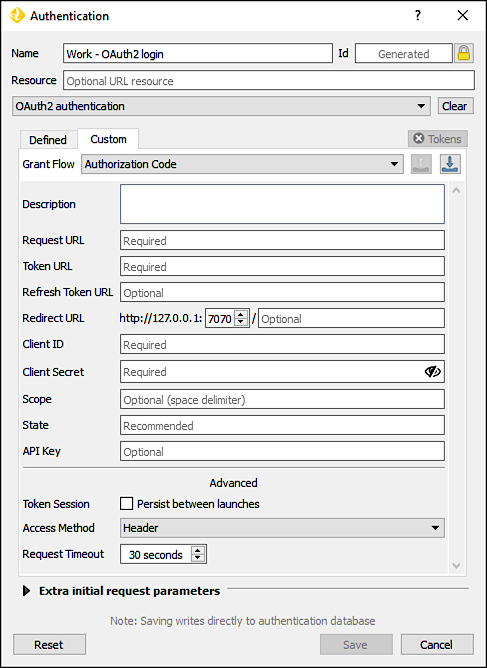 Authentication ?
Name Work - OAuth2 login Id Generated
Resource Optional URL resource
OAuth2 authentication Clear
Defined Custom Tokens
Grant Flow Authorization Code
Description
Request URL Required
Token URL Required
Refresh Token URL Optional
Redirect URL http://127.0.0.1: 7070 / Optional
Client ID Required
Client Secret Required
Scope Optional (space delimiter)
State Recommended
API Key Optional
Advanced
Token Session Persist between launches
Access Method Header
Request Timeout 30 seconds
Extra initial request parameters
Note: Saving writes directly to authentication database
Reset Save Cancel